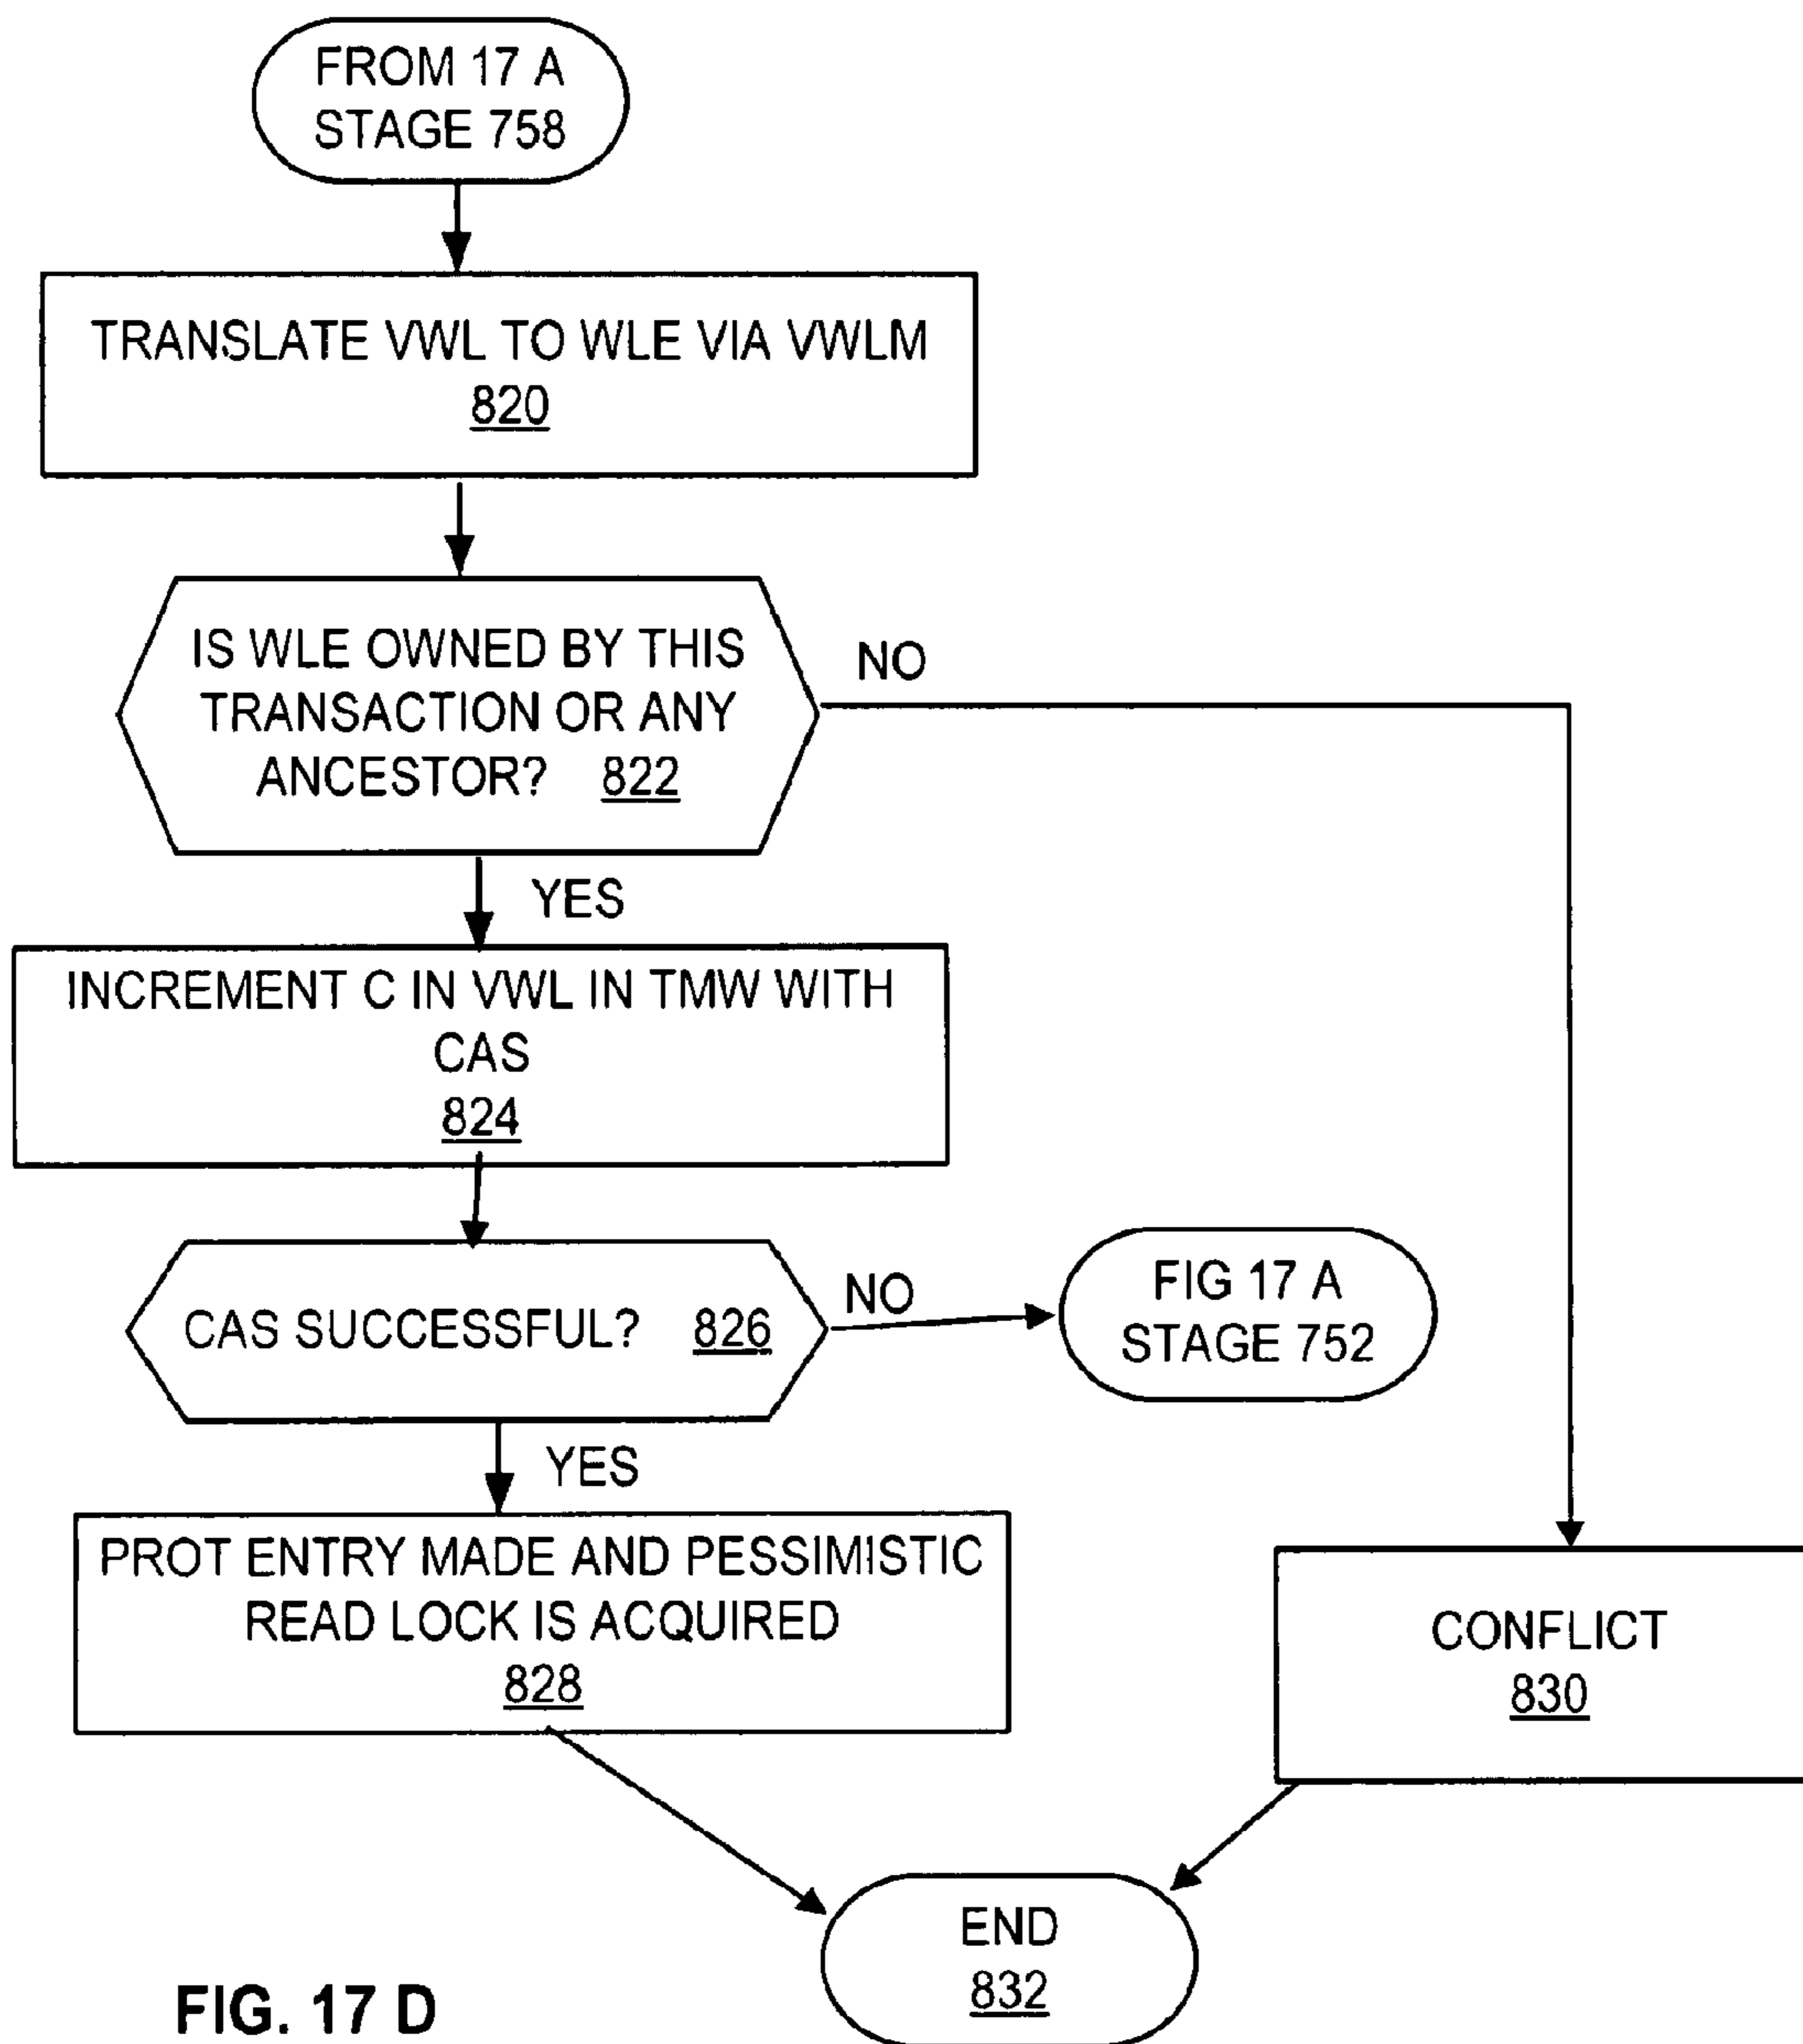 FROM 17 A
STAGE 758
TRANSLATE VWL TO WLE VIA VWLM
820
IS WLE OWNED BY THIS
TRANSACTION OR ANY
ANCESTOR? 822
NO
YES
INCREMENT C IN VWL IN TMW WITH
CAS
824
CAS SUCCESSFUL? 826
NO
FIG 17 A
STAGE 752
YES
PROT ENTRY MADE AND PESSIMISTIC
READ LOCK IS ACQUIRED
828
CONFLICT
830
END
832
FIG. 17 D